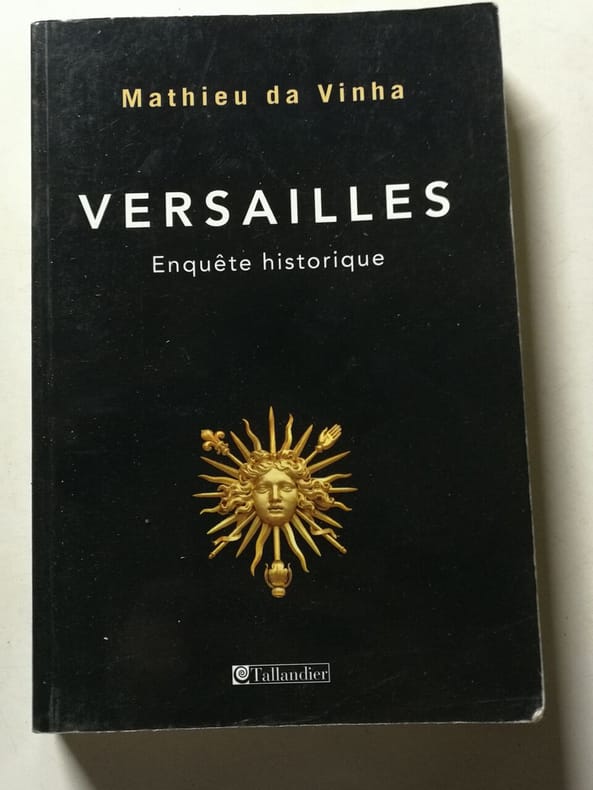 Mathieu da Vinha
VERSAILLES
Enquête historique
Tallandier